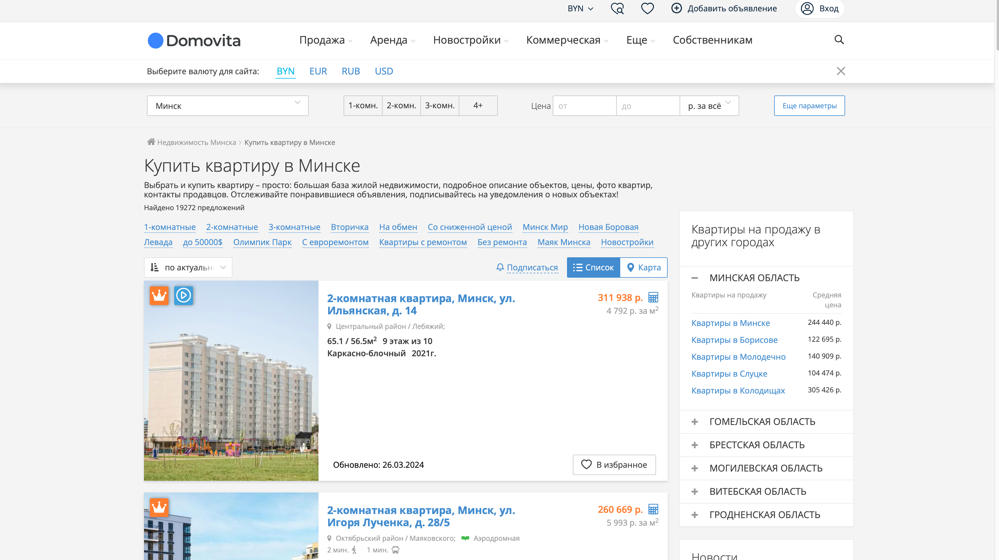 BYN
Добавить объявление
Вход
Domovita
Продажа
Аренда
Новостройки
Коммерческая
Еще
Собственникам
Выберите валюту для сайта:
BYN
EUR
RUB
USD
Минск
1-комн.
2-комн.
3-комн.
4+
Цена
от
до
р. за всё
Еще параметры
Недвижимость Минска
Купить квартиру в Минске
Купить квартиру в Минске
Выбрать и купить квартиру – просто: большая база жилой недвижимости, подробное описание объектов, цены, фото квартир,
контакты продавцов. Отслеживайте понравившиеся объявления, подписывайтесь на уведомления о новых объектах!
Найдено 19272 предложений
1-комнатные
2-комнатные
3-комнатные
Вторичка
На обмен
Со сниженной ценой
Минск Мир
Новая Боровая
Левада
до 50000$
Олимпик Парк
С евроремонтом
Квартиры с ремонтом
Без ремонта
Маяк Минска
Новостройки
по актуальн
Подписаться
Список
Карта
2-комнатная квартира, Минск, ул.
Ильянская, д. 14
311 938 р.
4 792 р. за м²
Центральный район / Лебяжий;
65.1 / 56.5м² 9 этаж из 10
Каркасно-блочный 2021г.
Обновлено: 26.03.2024
В избранное
2-комнатная квартира, Минск, ул.
Игоря Лученка, д. 28/5
260 669 р.
5 993 р. за м²
Октябрьский район / Маяковского;
Аэродромная
2 мин.
1 мин.
Квартиры на продажу в
других городах
МИНСКАЯ ОБЛАСТЬ
Квартиры на продажу
Средняя
цена
Квартиры в Минске 244 440 р.
Квартиры в Борисове 122 695 р.
Квартиры в Молодечно 140 909 р.
Квартиры в Слуцке 104 474 р.
Квартиры в Колодищах 305 426 р.
ГОМЕЛЬСКАЯ ОБЛАСТЬ
БРЕСТСКАЯ ОБЛАСТЬ
МОГИЛЕВСКАЯ ОБЛАСТЬ
ВИТЕБСКАЯ ОБЛАСТЬ
ГРОДНЕНСКАЯ ОБЛАСТЬ
Новости